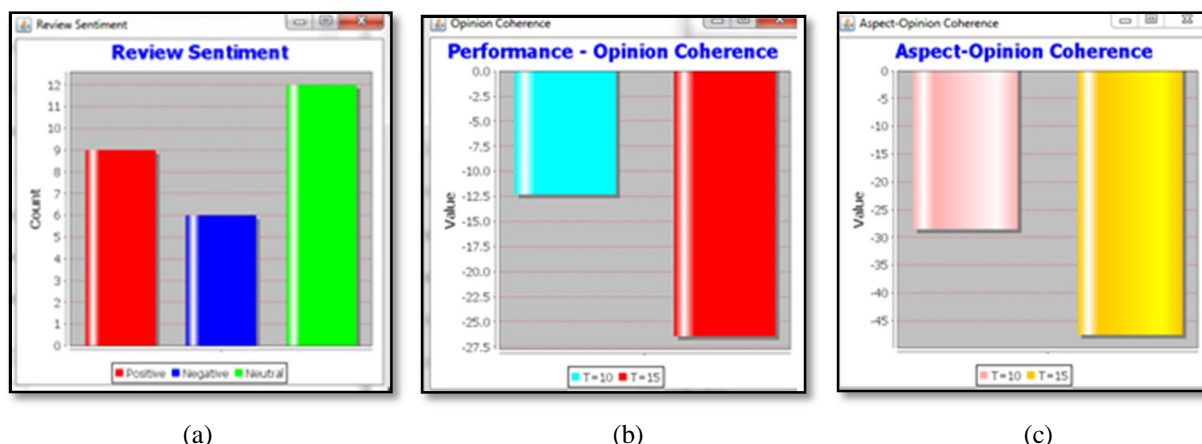 Review Sentiment
Review Sentiment
Count
12
11
10
9
8
7
6
5
4
3
2
1
0
Positive Negative Neutral
(a)
Opinion Coherence
Performance - Opinion Coherence
Value
0.0
-2.5
-5.0
-7.5
-10.0
-12.5
-15.0
-17.5
-20.0
-22.5
-25.0
-27.5
T=10 T=15
(b)
Aspect-Opinion Coherence
Aspect-Opinion Coherence
Value
0
-5
-10
-15
-20
-25
-30
-35
-40
-45
T=10 T=15
(c)